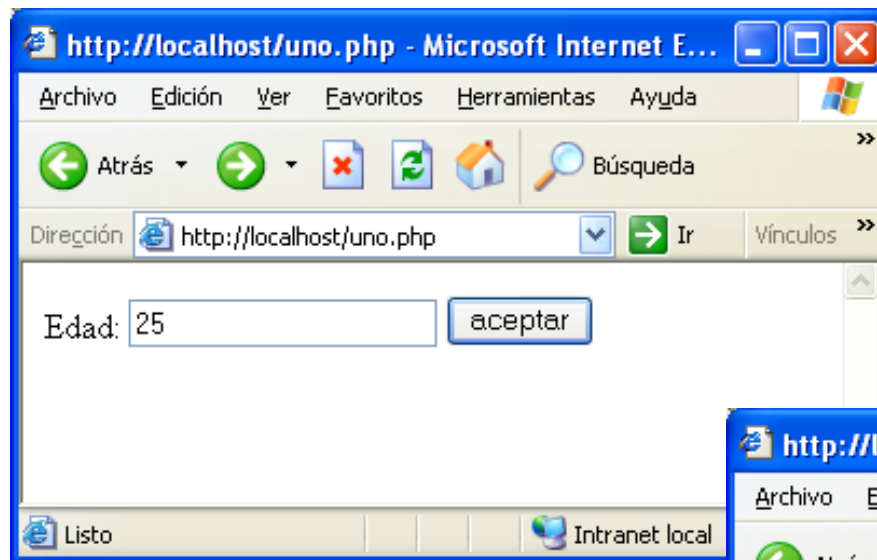 http://localhost/uno.php - Microsoft Internet E...
Archivo Edición Ver Favoritos Herramientas Ayuda
Atrás Búsqueda »
Dirección http://localhost/uno.php Ir Vínculos »
Edad: 25 aceptar
http://l
Archivo E
Listo Intranet local